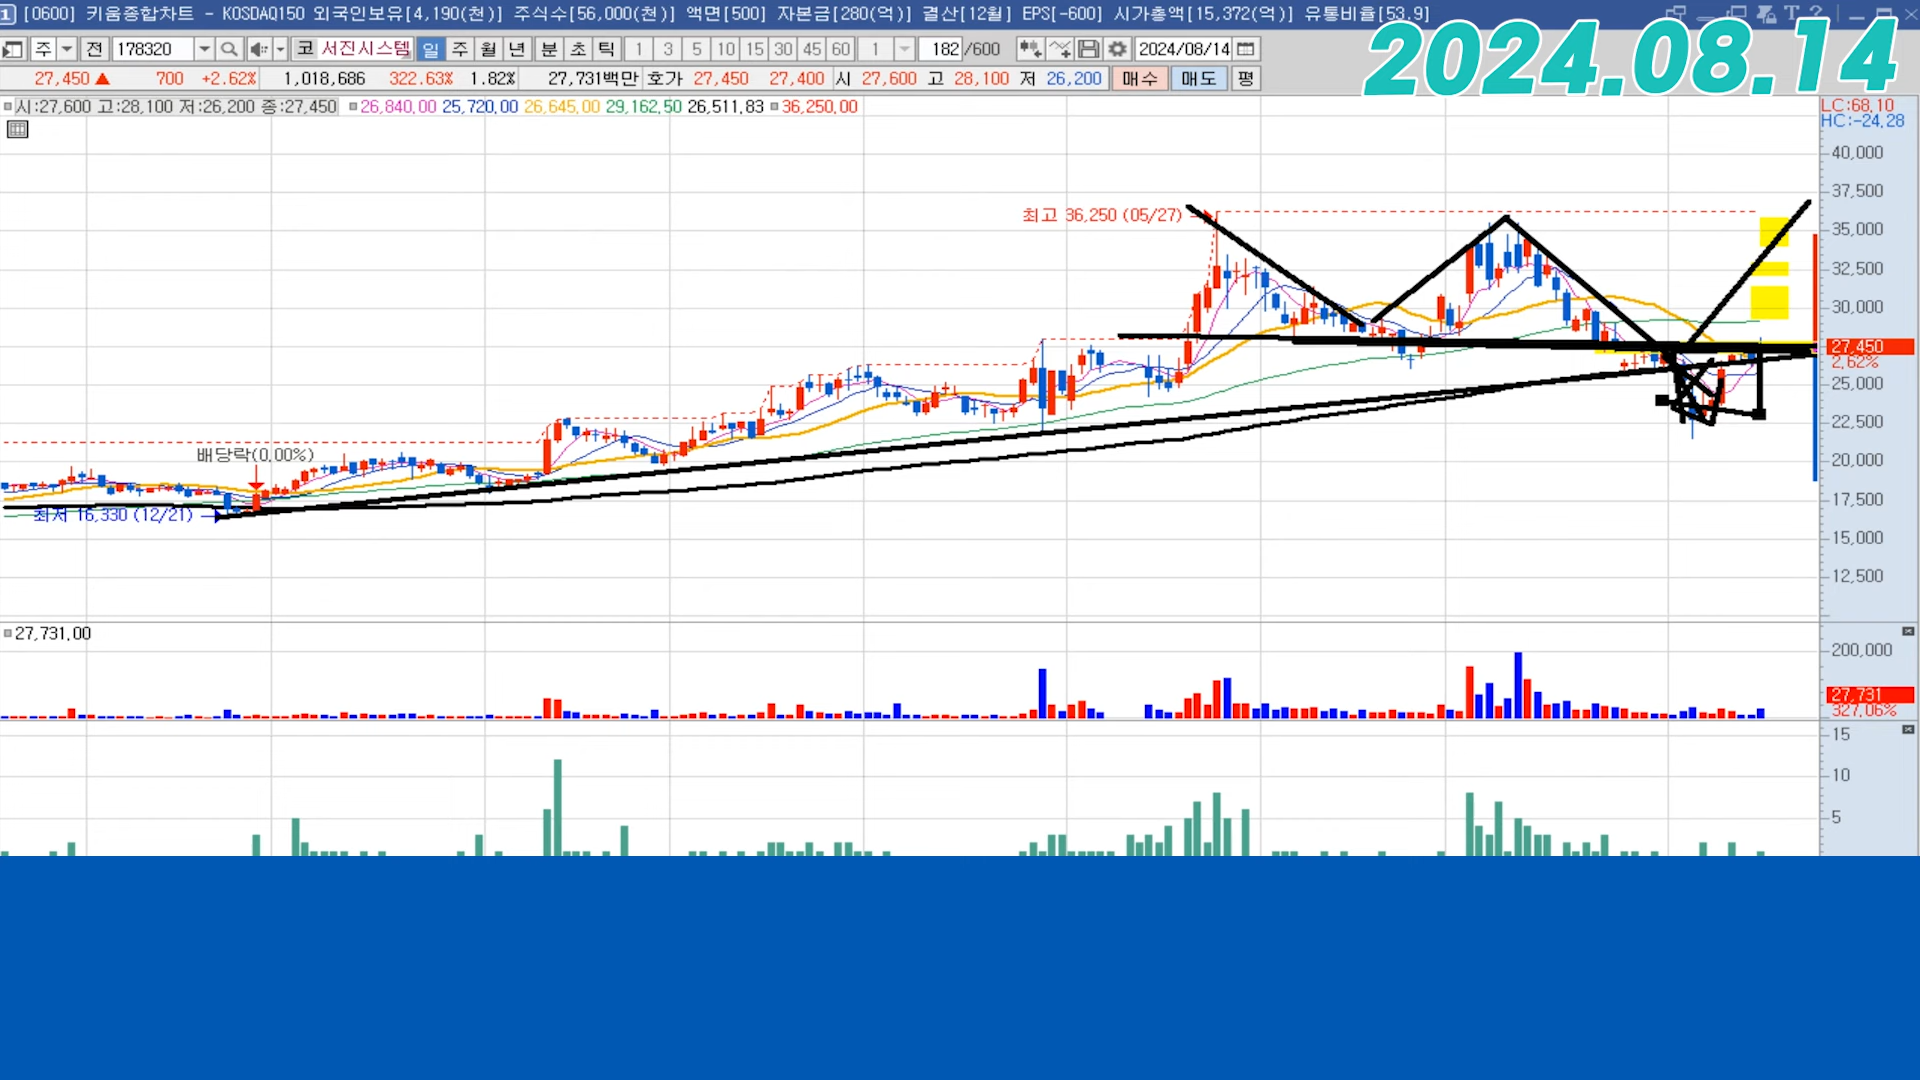 [0600] 키움종합차트 - KOSDAQ150 외국인보유[4,190(천)] 주식수[56,000(천)] 액면[500] 자본금[280(억)] 결산[12월] EPS[-600] 시가총액[15,372(억)] 유통비율[53.9]
2024.08.14
주 전 178320 코 서진시스템 일 주 월 년 분 초 틱 1 3 5 10 15 30 45 60 1 182 /600 2024/08/14
27,450 ▲ 700 +2.62% 1,018,686 322.63% 1.82% 27,731백만 호가 27,450 27,400 시 27,600 고 28,100 저 26,200 매수 매도 평
시:27,600 고:28,100 저:26,200 종:27,450 26,840.00 25,720.00 26,645.00 29,162.50 26,511.83 36,250.00
LC:68.10
HC:-24.28
40,000
37,500
최고 36,250 (05/27)
35,000
32,500
30,000
27,450
2.62%
25,000
22,500
배당락(0.00%)
20,000
17,500
최저 16,330 (12/21)
15,000
12,500
27,731.00
200,000
27,731
327.06%
15
10
5